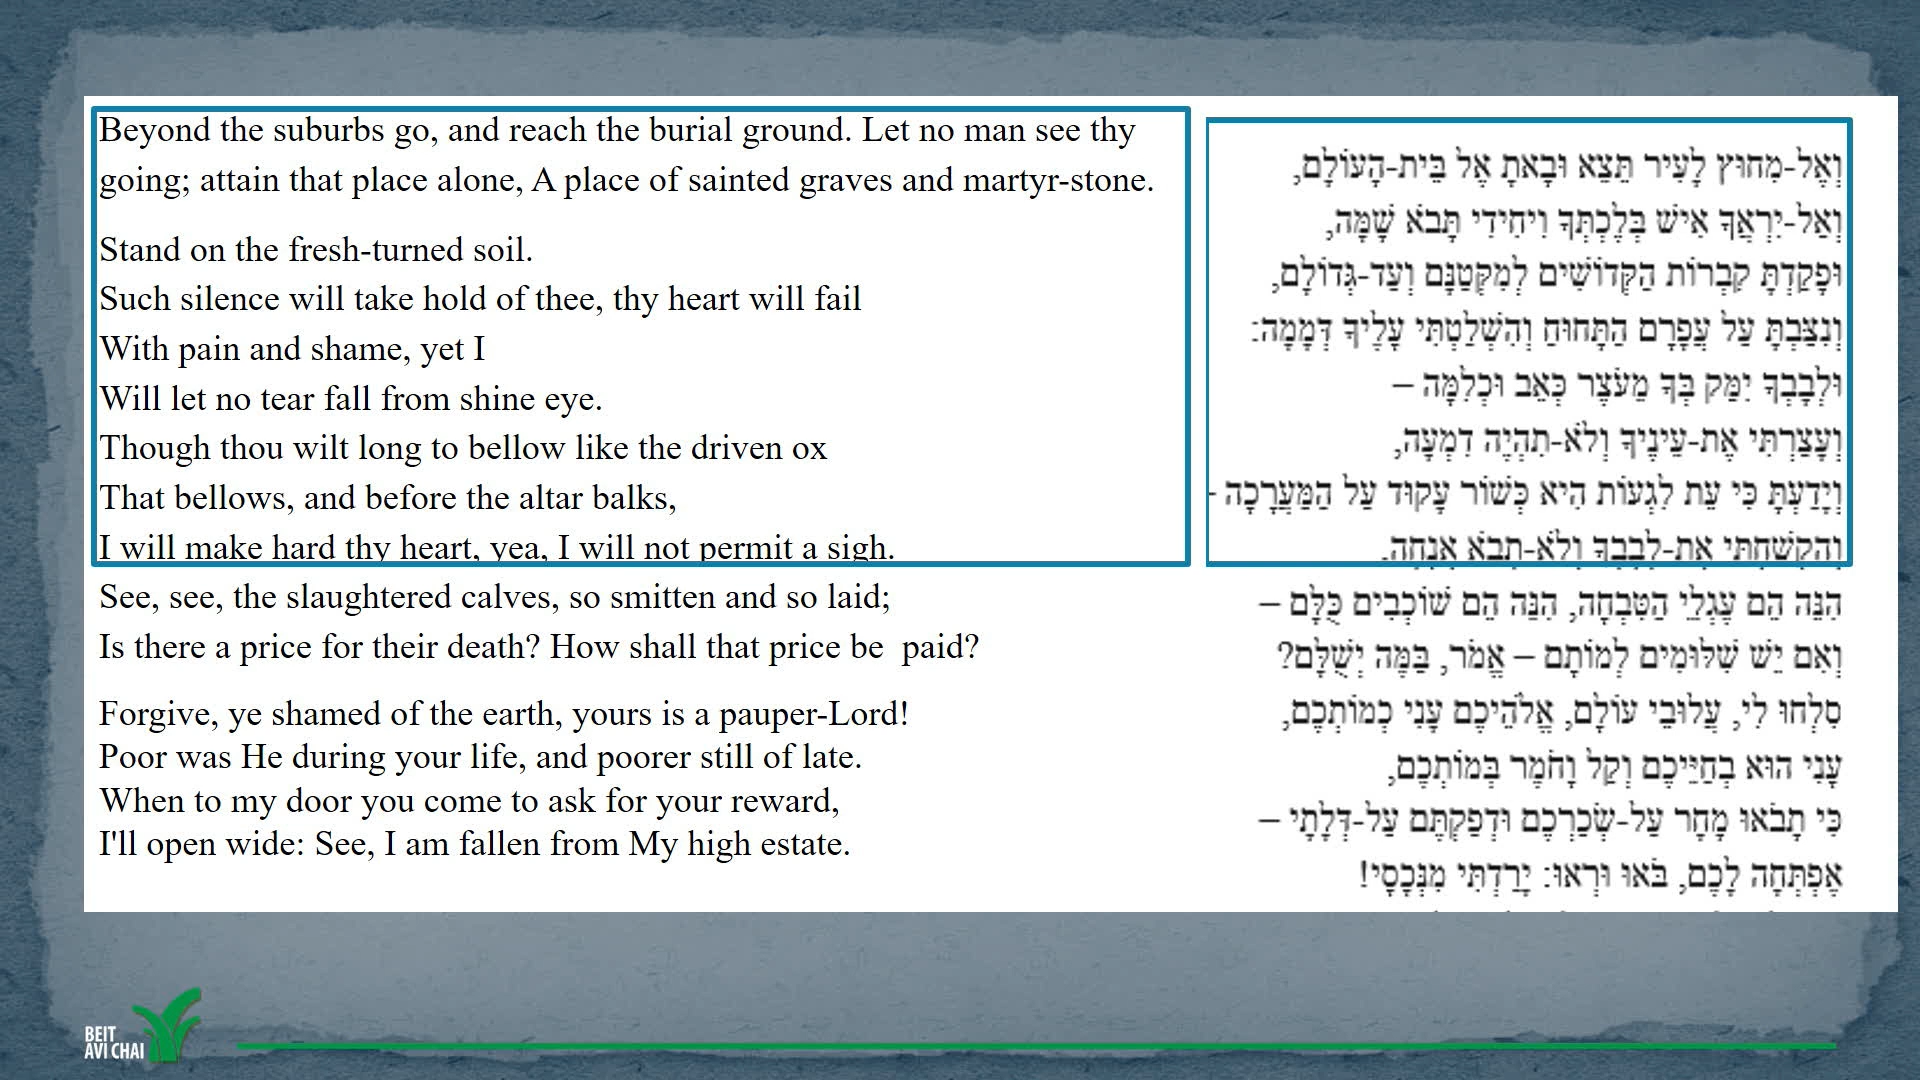 Beyond the suburbs go, and reach the burial ground. Let no man see thy
going; attain that place alone, A place of sainted graves and martyr-stone.
Stand on the fresh-turned soil.
Such silence will take hold of thee, thy heart will fail
With pain and shame, yet I
Will let no tear fall from shine eye.
Though thou wilt long to bellow like the driven ox
That bellows, and before the altar balks,
I will make hard thy heart, yea, I will not permit a sigh.
See, see, the slaughtered calves, so smitten and so laid;
Is there a price for their death? How shall that price be  paid?
Forgive, ye shamed of the earth, yours is a pauper-Lord!
Poor was He during your life, and poorer still of late.
When to my door you come to ask for your reward,
I'll open wide: See, I am fallen from My high estate.
וְאֶל-מִחוּץ לָעִיר תֵּצֵא וּבָאתָ אֶל בֵּית-הָעוֹלָם,
וְאַל-יִרְאֲךָ אִישׁ בְּלֶכְתְּךָ וִיחִידִי תָּבֹא שָׁמָּה,
וּפָקַדְתָּ קִבְרוֹת הַקְּדוֹשִׁים לְמִקְּטַנָּם וְעַד-גְּדוֹלָם,
וְנִצַּבְתָּ עַל עֲפָרָם הַתָּחוּחַ וְהִשְׁלַטְתִּי עָלֶיךָ דְּמָמָה:
וּלְבָבְךָ יִמַּק בְּךָ מֵעֹצֶר כְּאֵב וּכְלִמָּה –
וְעָצַרְתִּי אֶת-עֵינֶיךָ וְלֹא-תִהְיֶה דִמְעָה,
וְיָדַעְתָּ כִּי עֵת לִגְעוֹת הִיא כְּשׁוֹר עָקוּד עַל הַמַּעֲרָכָה -
וְהִקְשַׁחְתִּי אֶת-לְבָבְךָ וְלֹא-תָבֹא אֲנָחָה.
הִנֵּה הֵם עֶגְלֵי הַטִּבְחָה, הִנֵּה הֵם שׁוֹכְבִים כֻּלָּם –
וְאִם יֵשׁ שִׁלּוּמִים לְמוֹתָם – אֱמֹר, בַּמֶּה יְשֻׁלָּם?
סִלְחוּ לִי, עֲלוּבֵי עוֹלָם, אֱלֹהֵיכֶם עָנִי כְמוֹתְכֶם,
עָנִי הוּא בְחַיֵּיכֶם וְקַל וָחֹמֶר בְּמוֹתְכֶם,
כִּי תָבֹאוּ מָחָר עַל-שְׂכַרְכֶם וּדְפַקְתֶּם עַל-דְּלָתָי –
אֶפְתְּחָה לָכֶם, בֹּאוּ וּרְאוּ: יָרַדְתִּי מִנְּכָסָי!
BEIT
AVI CHAI